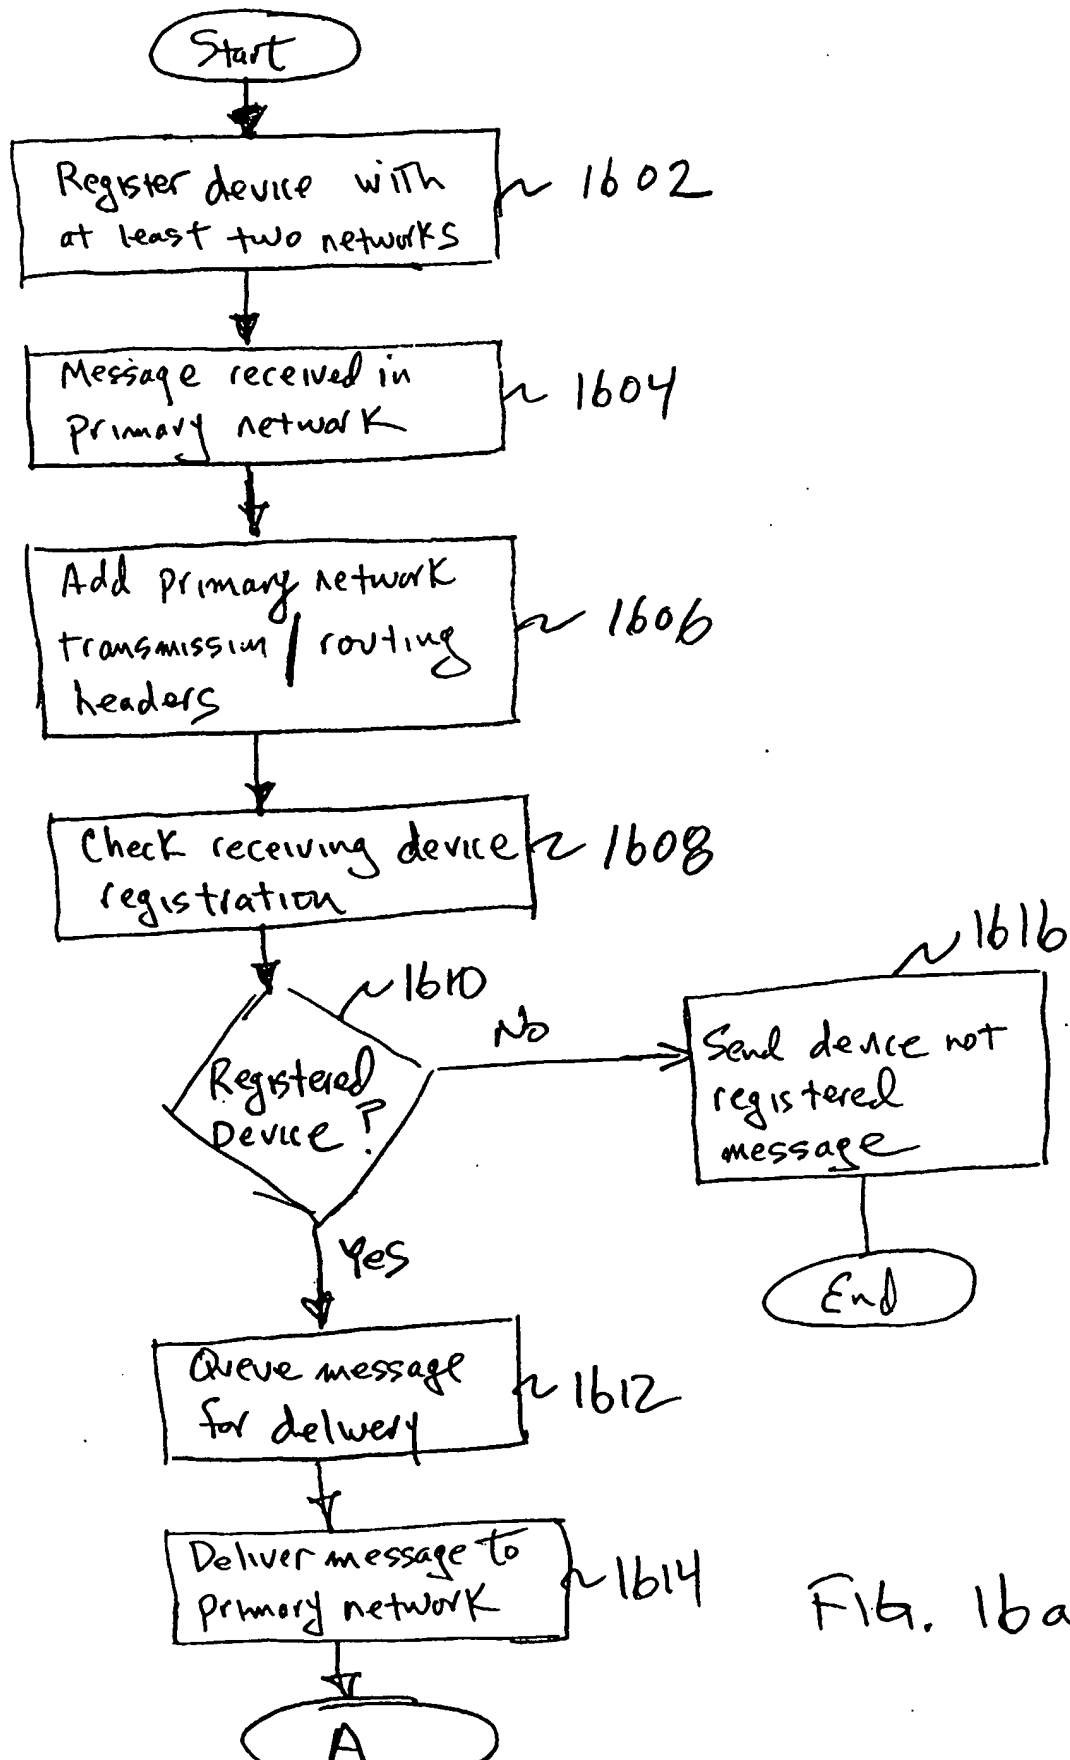 Start
Register device with
at least two networks
1602
Message received in
primary network
1604
Add primary network
transmission / routing
headers
1606
Check receiving device
registration
1608
1610
Registered
Device?
No
1616
Send device not
registered
message
End
Yes
Queue message
for delivery
1612
Deliver message to
primary network
1614
FIG. 16a
A